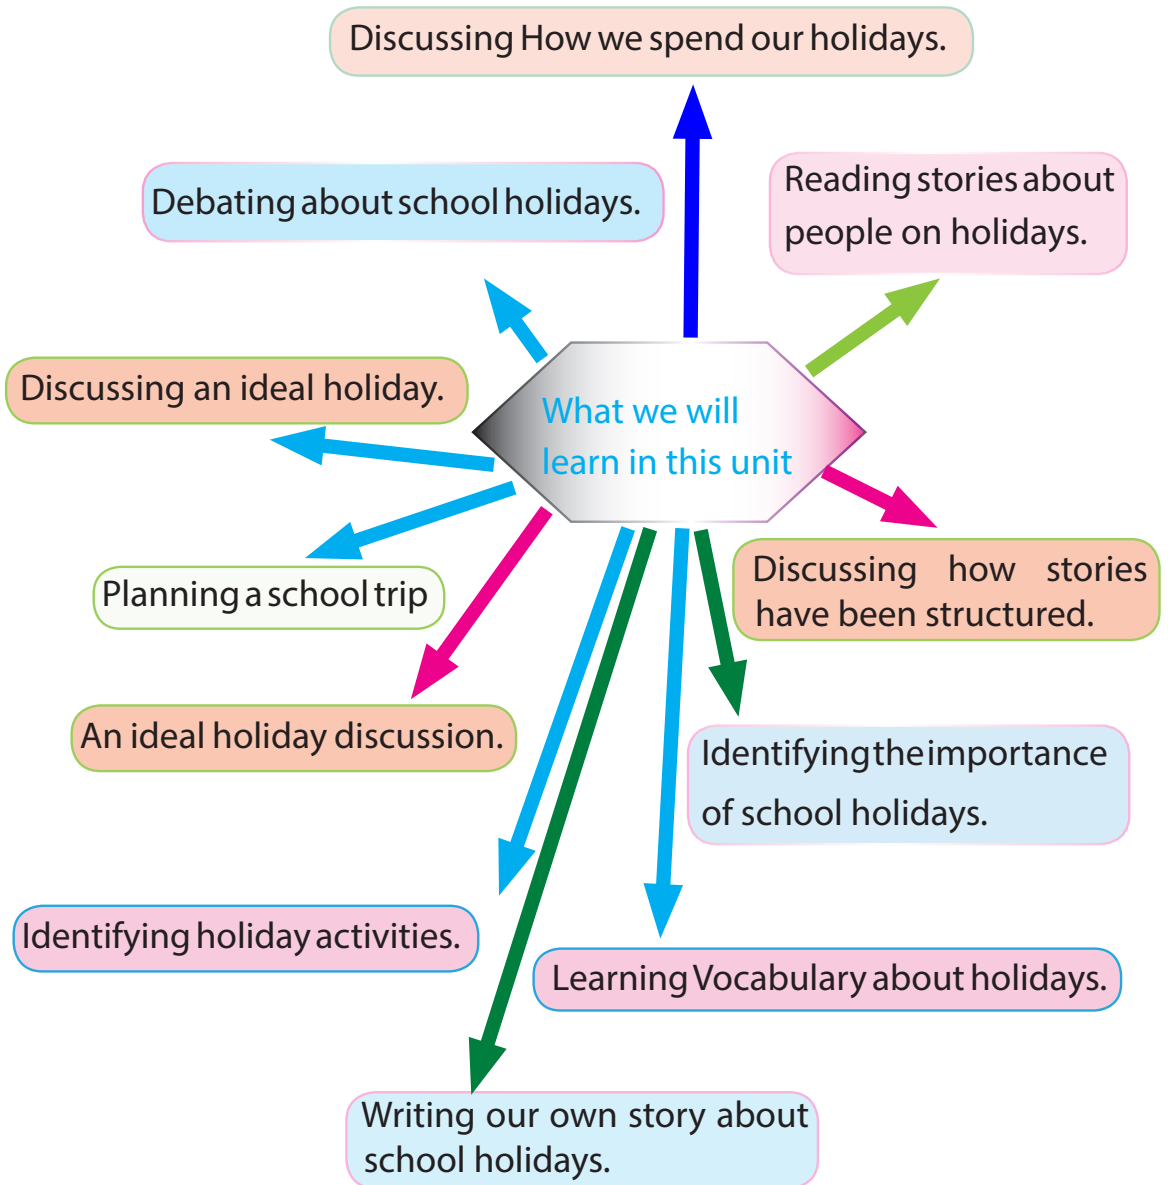 Discussing How we spend our holidays.
Debating about school holidays.
Reading stories about
people on holidays.
Discussing an ideal holiday.
What we will
learn in this unit
Planning a school trip
Discussing how stories
have been structured.
An ideal holiday discussion.
Identifying the importance
of school holidays.
Identifying holiday activities.
Learning Vocabulary about holidays.
Writing our own story about
school holidays.